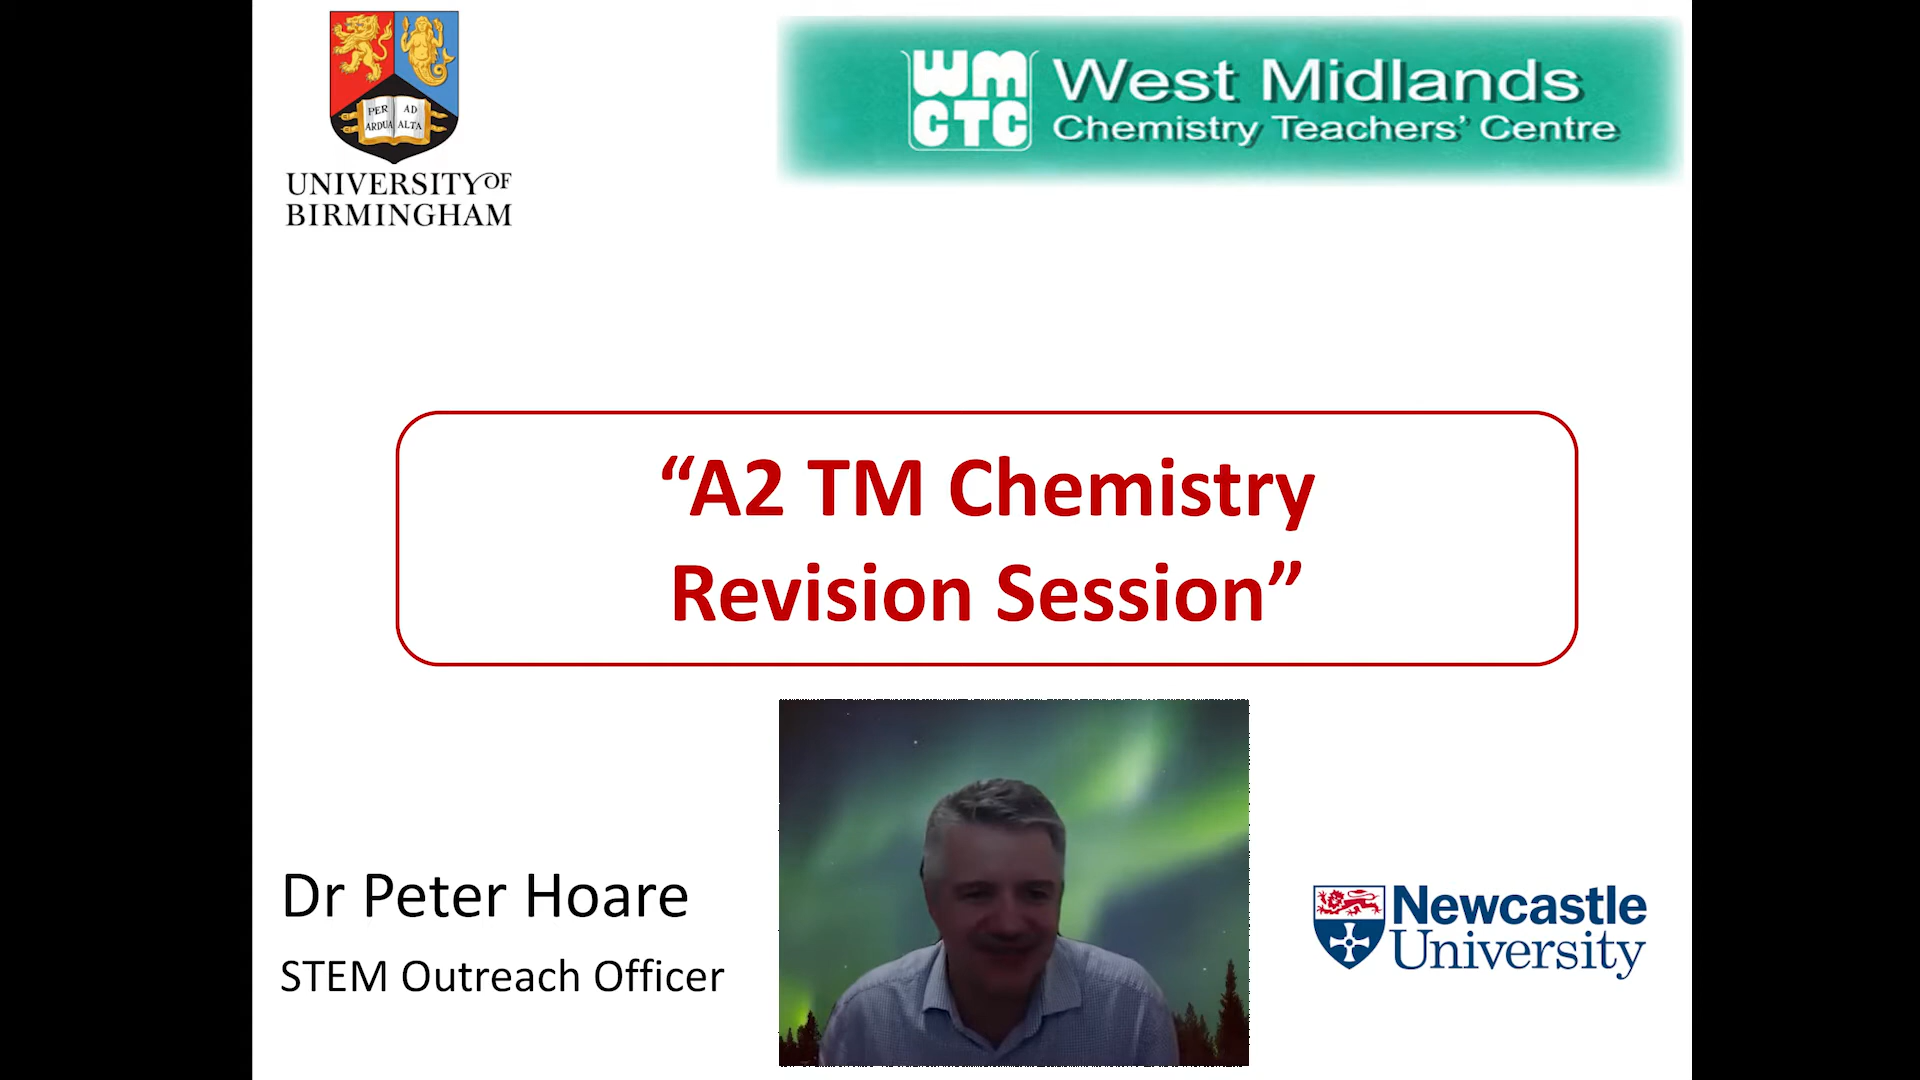 PER AD
ARDUA ALTA
UNIVERSITY OF
BIRMINGHAM
WM
CTC
West Midlands
Chemistry Teachers’ Centre
“A2 TM Chemistry
Revision Session”
Dr Peter Hoare
STEM Outreach Officer
Newcastle
University